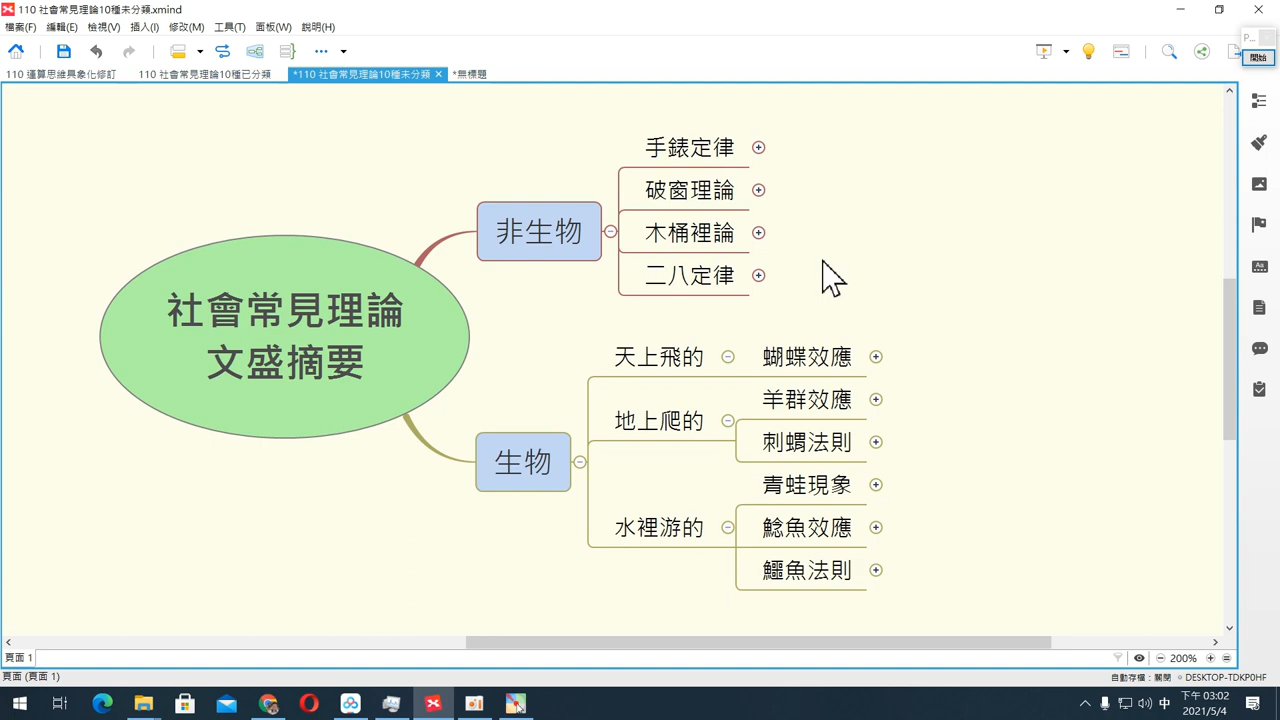 110 社會常見理論10種未分類.xmind
檔案(F) 編輯(E) 檢視(V) 插入(I) 修改(M) 工具(T) 面板(W) 說明(H)
P...
開始
110 運算思維具象化修訂 110 社會常見理論10種已分類 *110 社會常見理論10種未分類 *無標題
社會常見理論
文盛摘要
非生物
手錶定律
破窗理論
木桶裡論
二八定律
生物
天上飛的
蝴蝶效應
地上爬的
羊群效應
刺蝟法則
水裡游的
青蛙現象
鯰魚效應
鱷魚法則
頁面 1
200%
頁面 (頁面 1)
自動存檔：關閉 DESKTOP-TDKP0HF
中
下午 03:02
2021/5/4